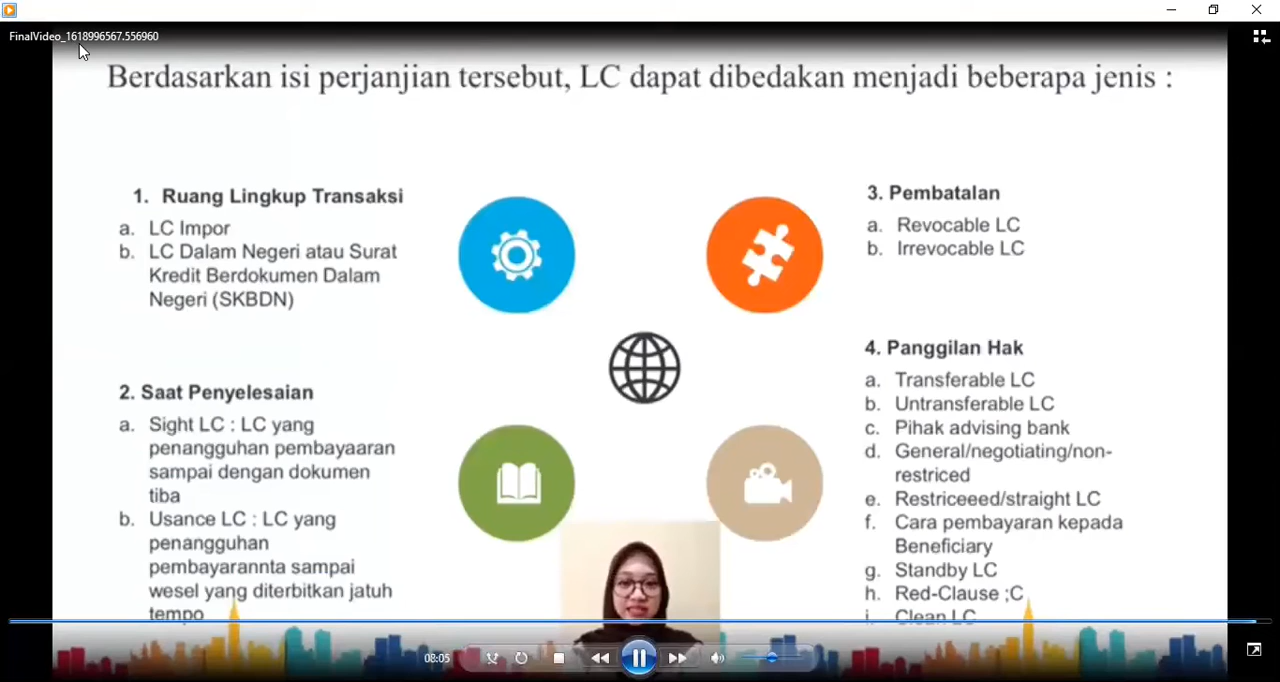 FinalVideo_1618996567.556960
Berdasarkan isi perjanjian tersebut, LC dapat dibedakan menjadi beberapa jenis :
1. Ruang Lingkup Transaksi
a. LC Impor
b. LC Dalam Negeri atau Surat
Kredit Berdokumen Dalam
Negeri (SKBDN)
2. Saat Penyelesaian
a. Sight LC : LC yang
penangguhan pembayaaran
sampai dengan dokumen
tiba
b. Usance LC : LC yang
penangguhan
pembayarannta sampai
wesel yang diterbitkan jatuh
tempo
3. Pembatalan
a. Revocable LC
b. Irrevocable LC
4. Panggilan Hak
a. Transferable LC
b. Untransferable LC
c. Pihak advising bank
d. General/negotiating/non-
restriced
e. Restriceeed/straight LC
f. Cara pembayaran kepada
Beneficiary
g. Standby LC
h. Red-Clause ;C
i. Clean LC
08:05